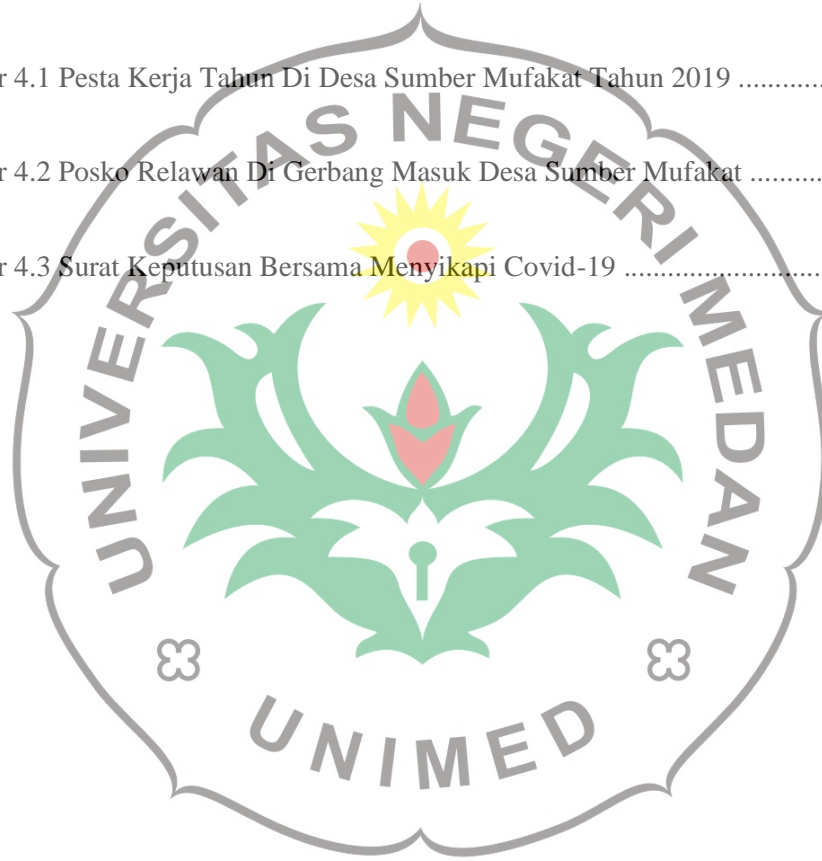 r 4.1 Pesta Kerja Tahun Di Desa Sumber Mufakat Tahun 2019 ............
r 4.2 Posko Relawan Di Gerbang Masuk Desa Sumber Mufakat ..........
r 4.3 Surat Keputusan Bersama Menyikapi Covid-19 ...........................
UNIVERSITAS NEGERI MEDAN
UNIMED